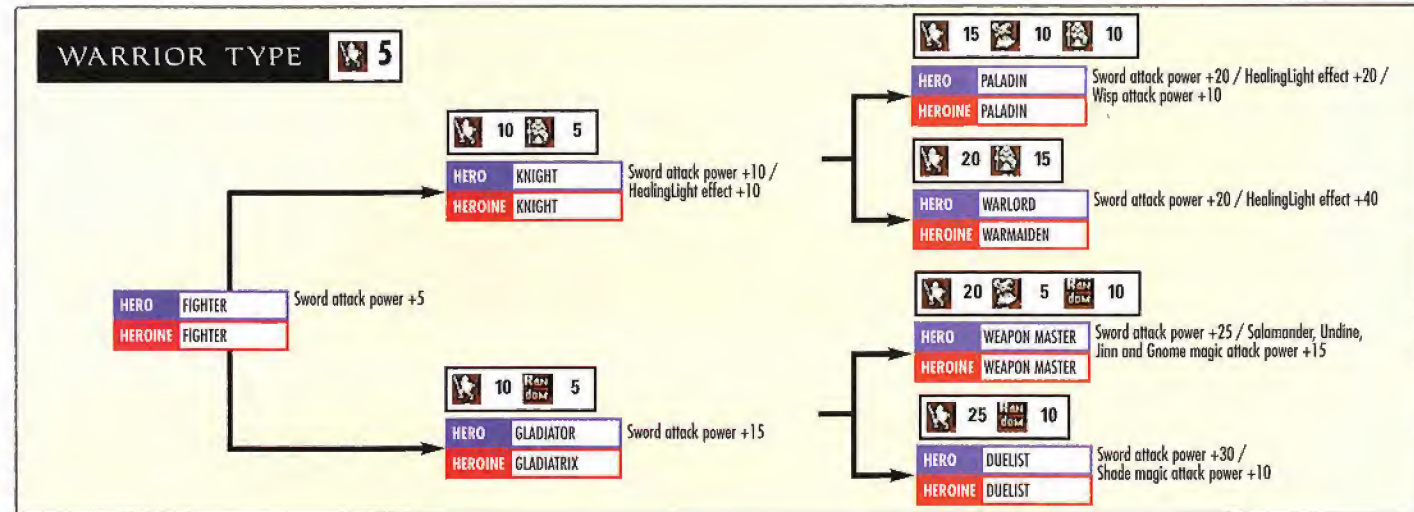 WARRIOR TYPE 5
HERO FIGHTER
HEROINE FIGHTER
Sword attack power +5
10 5
HERO KNIGHT
HEROINE KNIGHT
Sword attack power +10 /
HealingLight effect +10
10 RanDOM 5
HERO GLADIATOR
HEROINE GLADIATRIX
Sword attack power +15
15 10 10
HERO PALADIN
HEROINE PALADIN
Sword attack power +20 / HealingLight effect +20 /
Wisp attack power +10
20 15
HERO WARLORD
HEROINE WARMAIDEN
Sword attack power +20 / HealingLight effect +40
20 5 RanDOM 10
HERO WEAPON MASTER
HEROINE WEAPON MASTER
Sword attack power +25 / Salamander, Undine,
Jinn and Gnome magic attack power +15
25 RanDOM 10
HERO DUELIST
HEROINE DUELIST
Sword attack power +30 /
Shade magic attack power +10